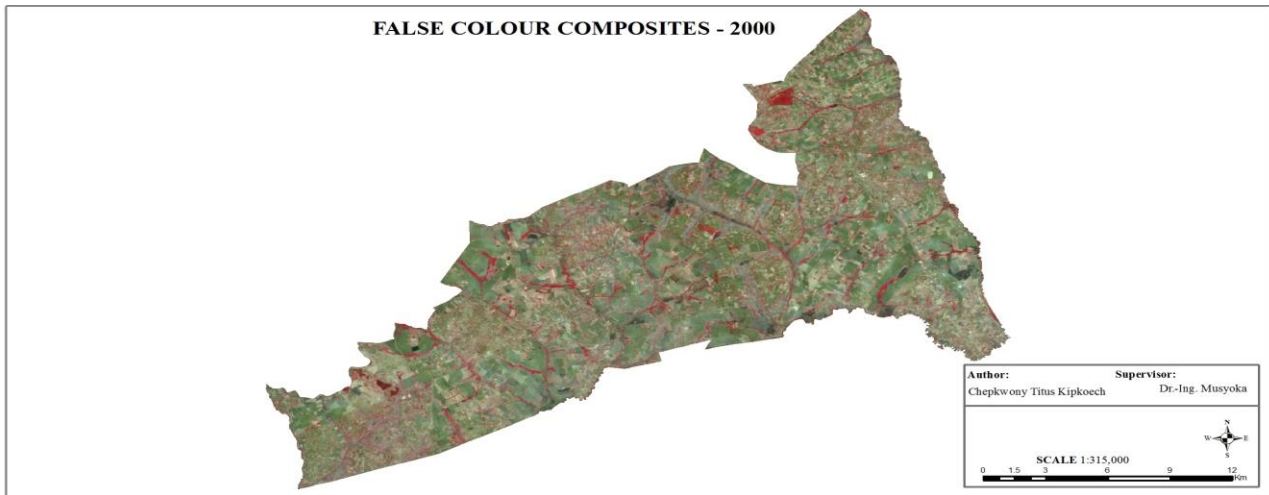 FALSE COLOUR COMPOSITES - 2000
Author: Supervisor:
Chepkwony Titus Kipkoech Dr.-Ing. Musyoka
N
W E
S
SCALE 1:315,000
0 1.5 3 6 9 12
Km